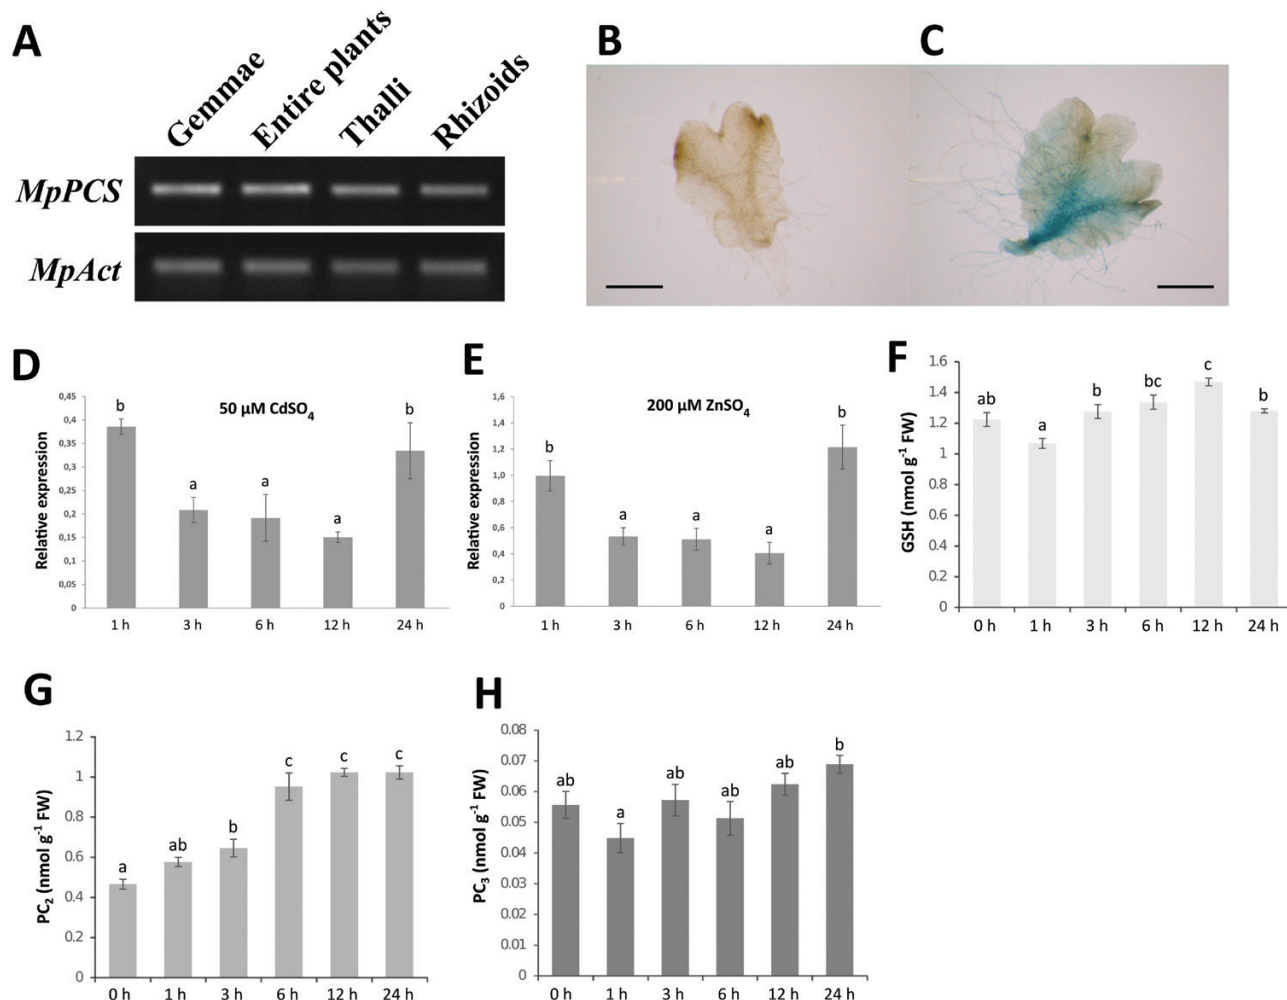 A
Gemmae
Entire plants
Thalli
Rhizoids
MpPCS
MpAct
B
C
D
50 µM CdSO₄
Relative expression
0,45
0,4
0,35
0,3
0,25
0,2
0,15
0,1
0,05
0
b
a
a
a
b
1 h
3 h
6 h
12 h
24 h
E
200 µM ZnSO₄
Relative expression
1,6
1,4
1,2
1,0
0,8
0,6
0,4
0,2
0
b
a
a
a
b
1 h
3 h
6 h
12 h
24 h
F
GSH (nmol g⁻¹ FW)
1.6
1.4
1.2
1
0.8
0.6
0.4
0.2
0
ab
a
b
bc
c
b
0 h
1 h
3 h
6 h
12 h
24 h
G
PC₂ (nmol g⁻¹ FW)
1.2
1
0.8
0.6
0.4
0.2
0
a
ab
b
c
c
c
0 h
1 h
3 h
6 h
12 h
24 h
H
PC₃ (nmol g⁻¹ FW)
0.08
0.07
0.06
0.05
0.04
0.03
0.02
0.01
0
ab
a
ab
ab
ab
b
0 h
1 h
3 h
6 h
12 h
24 h